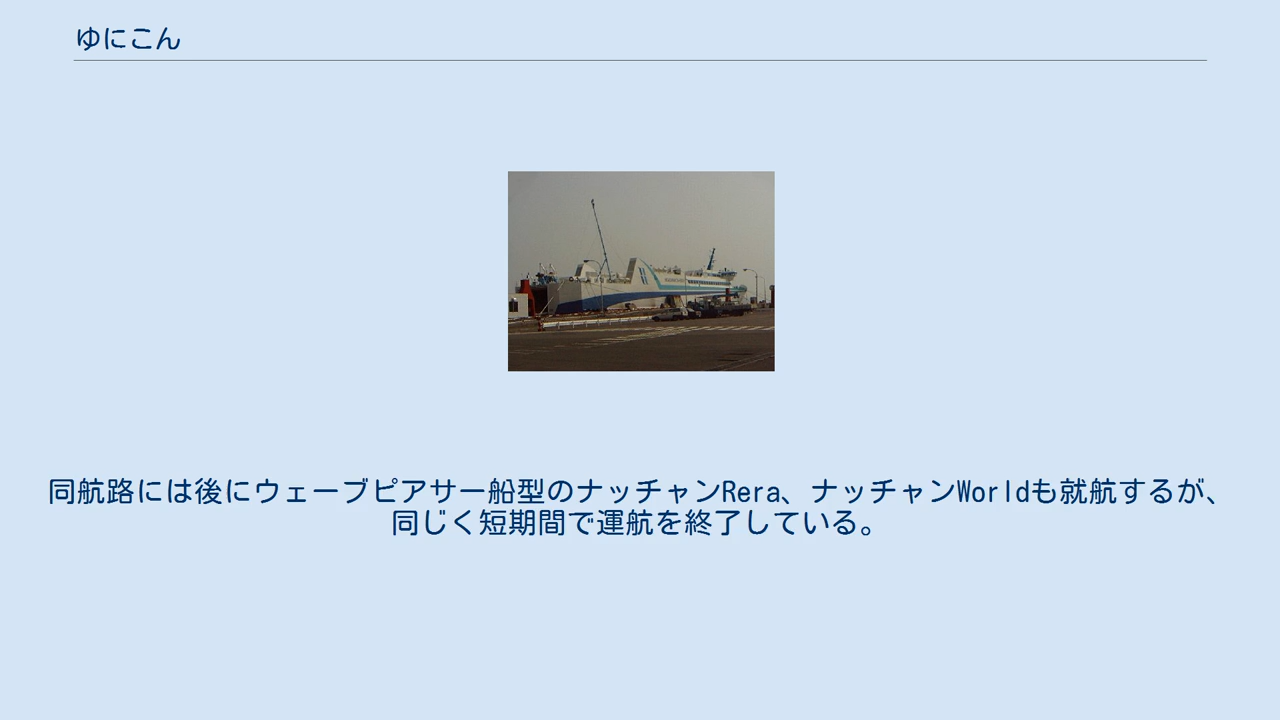 ゆにこん
同航路には後にウェーブピアサー船型のナッチャンRera、ナッチャンWorldも就航するが、
同じく短期間で運航を終了している。